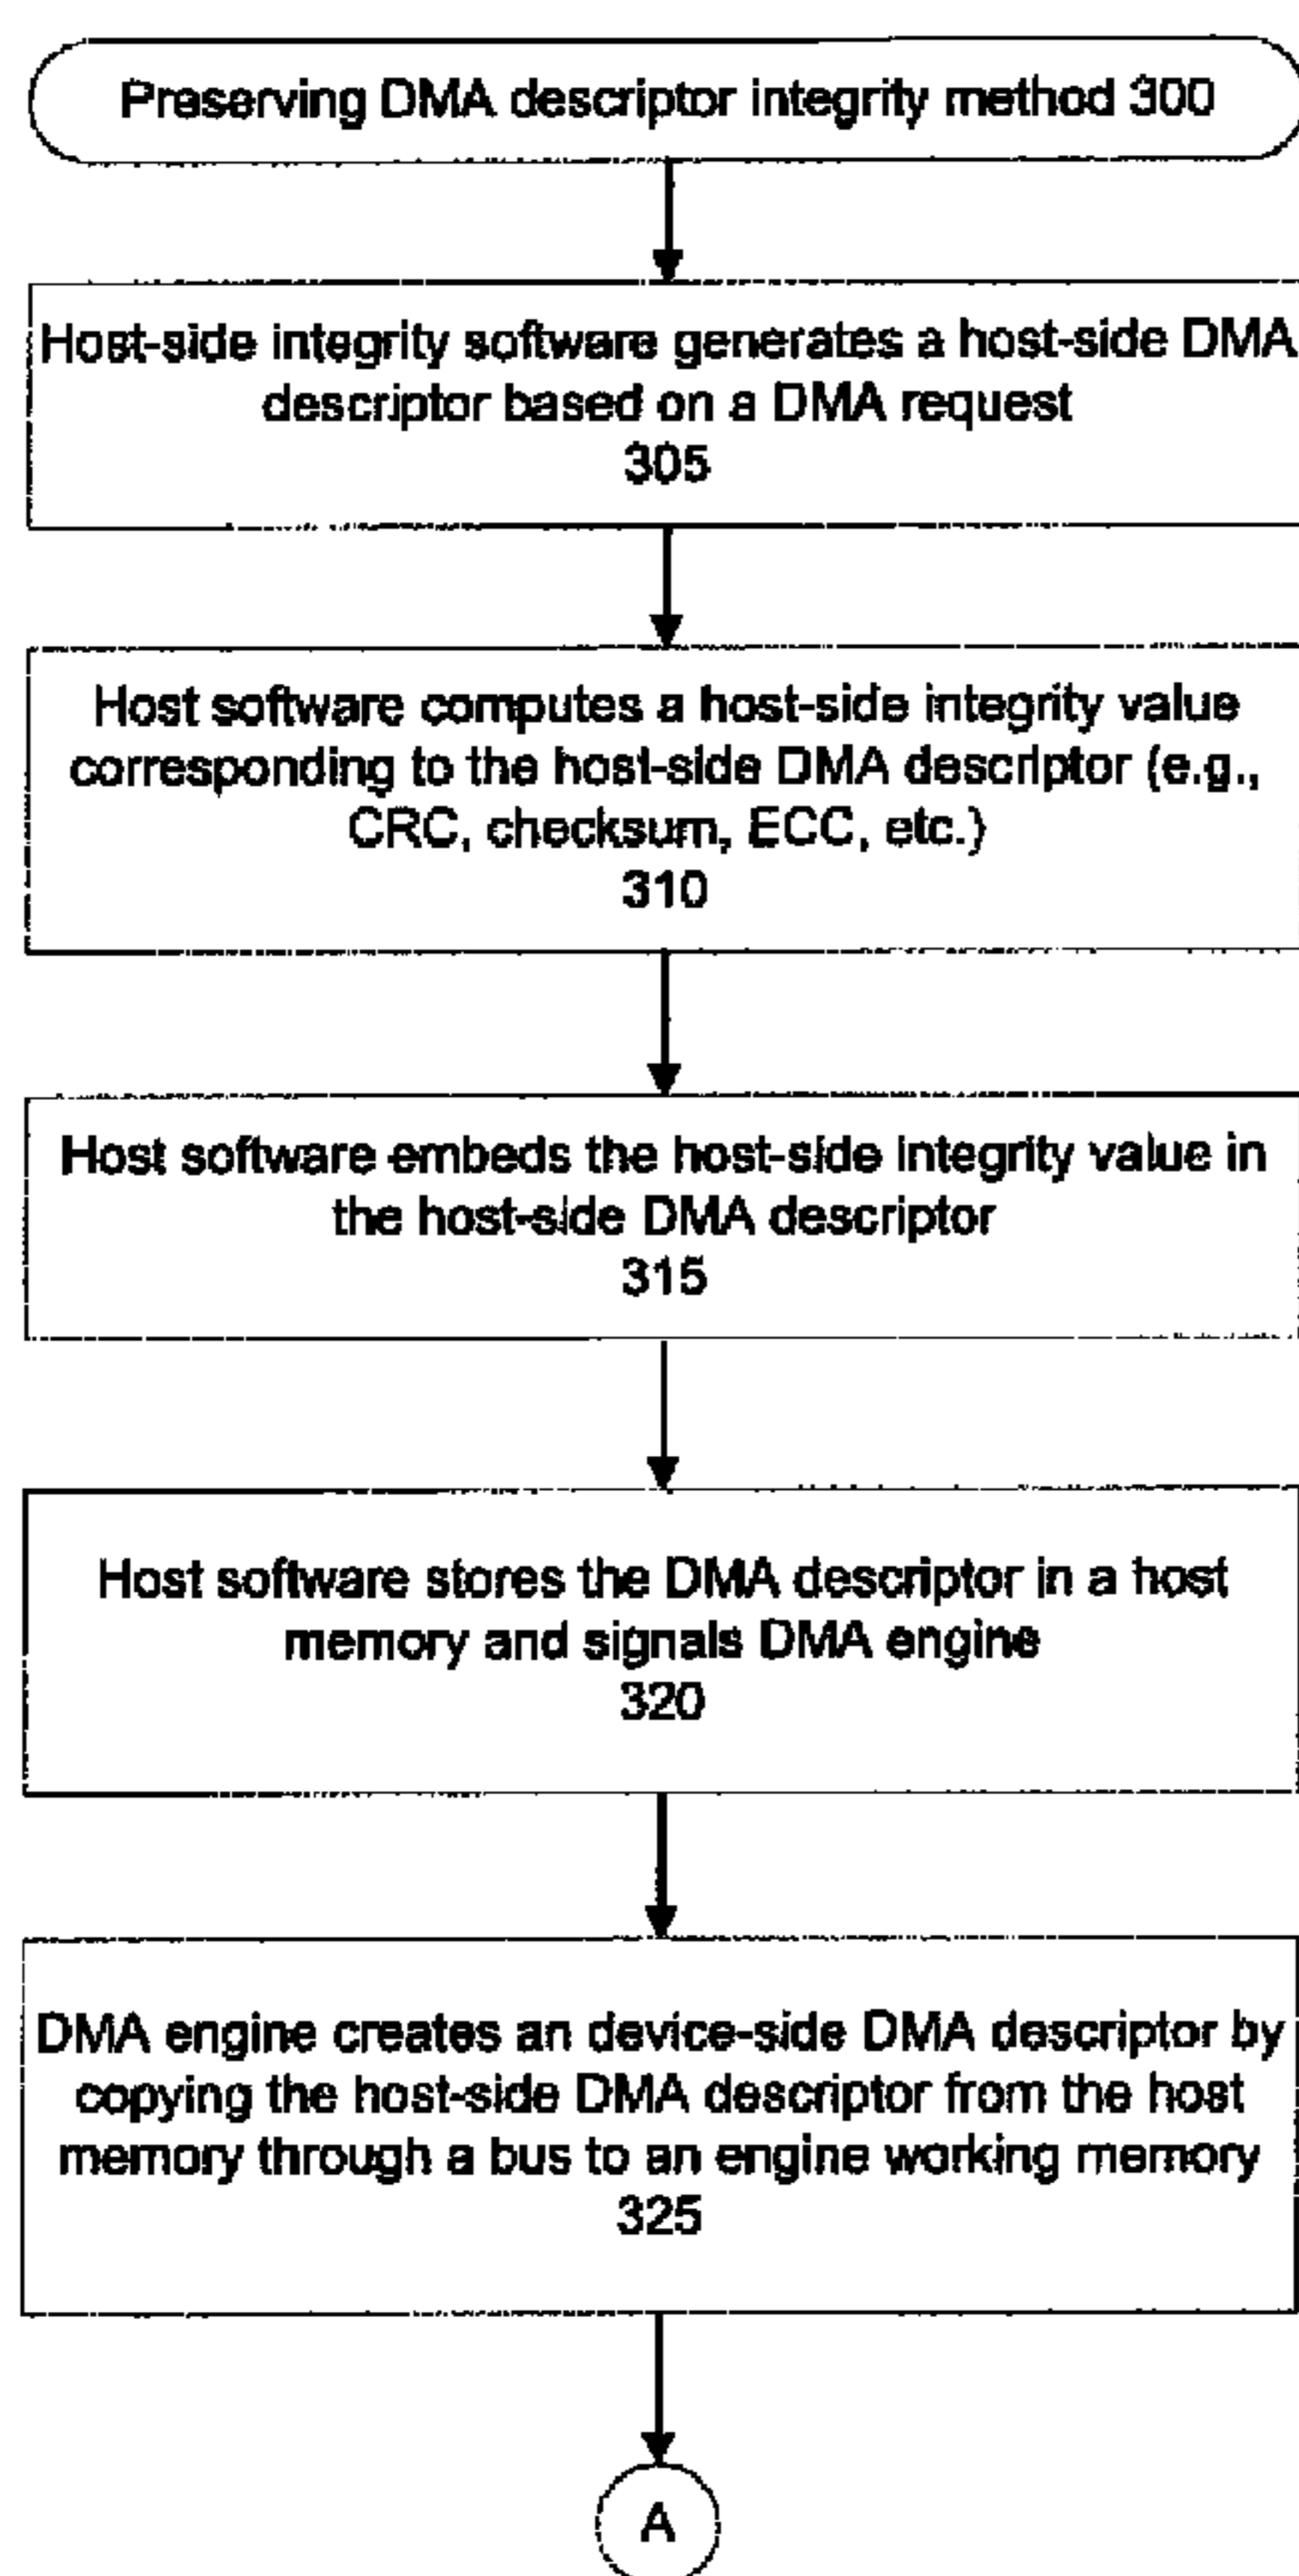 Preserving DMA descriptor integrity method 300
Host-side integrity software generates a host-side DMA
descriptor based on a DMA request
305
Host software computes a host-side integrity value
corresponding to the host-side DMA descriptor (e.g.,
CRC, checksum, ECC, etc.)
310
Host software embeds the host-side integrity value in
the host-side DMA descriptor
315
Host software stores the DMA descriptor in a host
memory and signals DMA engine
320
DMA engine creates an device-side DMA descriptor by
copying the host-side DMA descriptor from the host
memory through a bus to an engine working memory
325
A